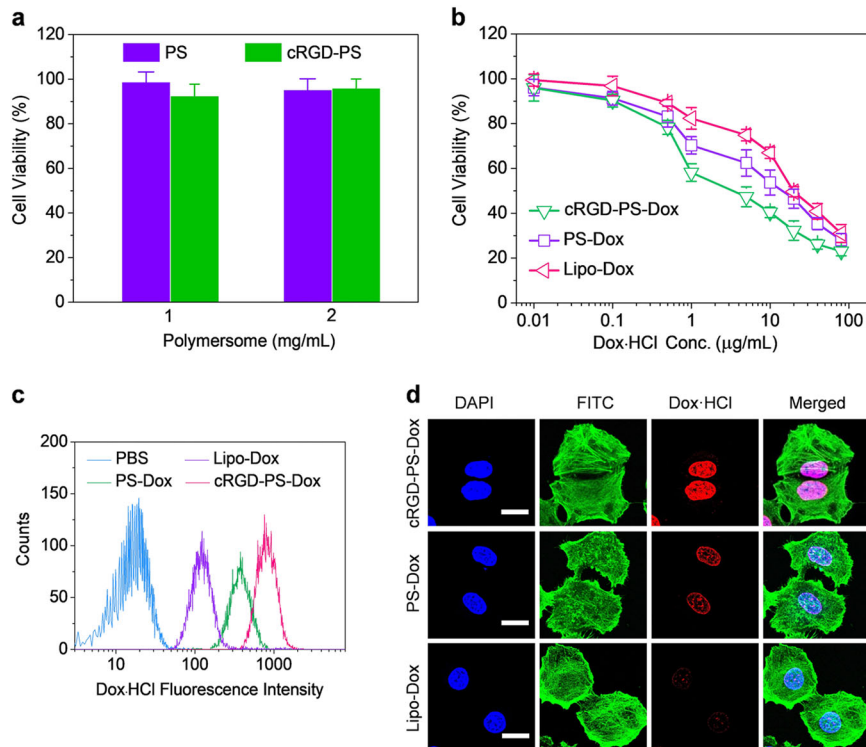 a
PS
cRGD-PS
120
100
80
60
40
20
0
Cell Viability (%)
1
2
Polymersome (mg/mL)
b
120
100
80
60
40
20
0
Cell Viability (%)
cRGD-PS-Dox
PS-Dox
Lipo-Dox
0.01
0.1
1
10
100
Dox·HCl Conc. (μg/mL)
c
200
150
100
50
0
Counts
PBS
Lipo-Dox
PS-Dox
cRGD-PS-Dox
10
100
1000
Dox·HCl Fluorescence Intensity
d
DAPI
FITC
Dox·HCl
Merged
cRGD-PS-Dox
PS-Dox
Lipo-Dox